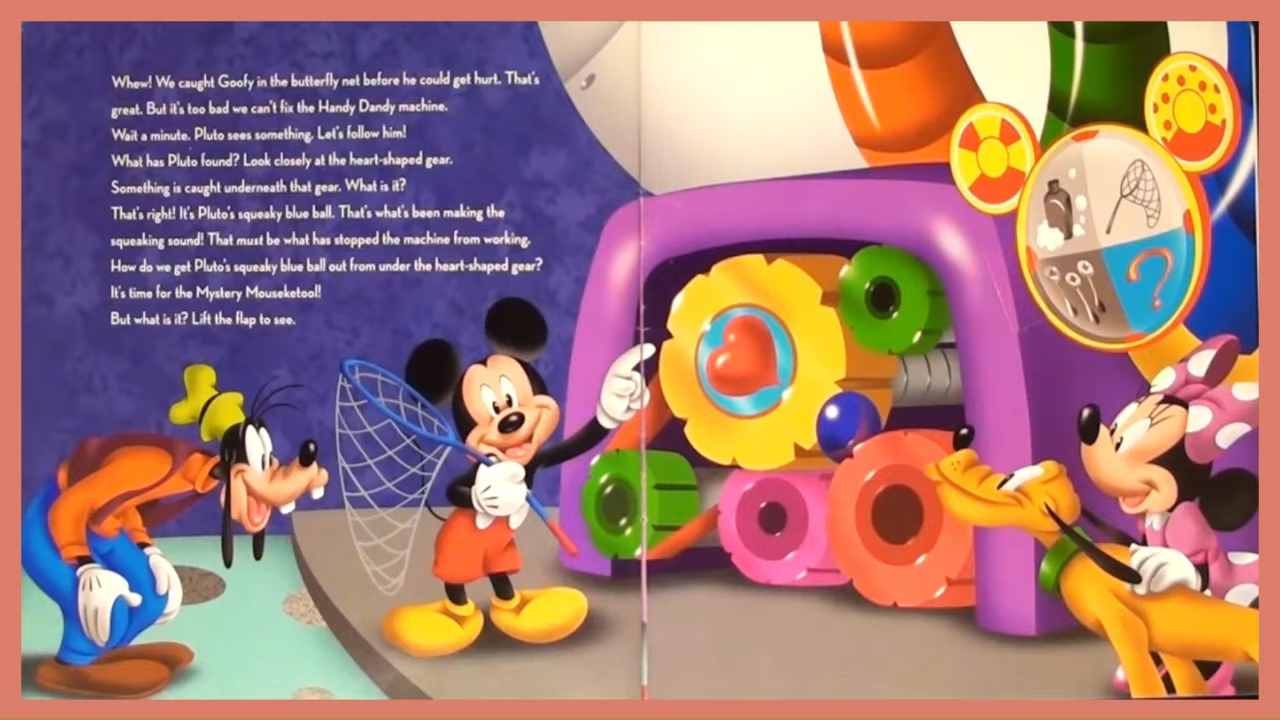 Whew! We caught Goofy in the butterfly net before he could get hurt. That's
great. But it's too bad we can't fix the Handy Dandy machine.
Wait a minute. Pluto sees something. Let's follow him!
What has Pluto found? Look closely at the heart-shaped gear.
Something is caught underneath that gear. What is it?
That's right! It's Pluto's squeaky blue ball. That's what's been making the
squeaking sound! That must be what has stopped the machine from working.
How do we get Pluto's squeaky blue ball out from under the heart-shaped gear?
It's time for the Mystery Mouseketool!
But what is it? Lift the flap to see.
?